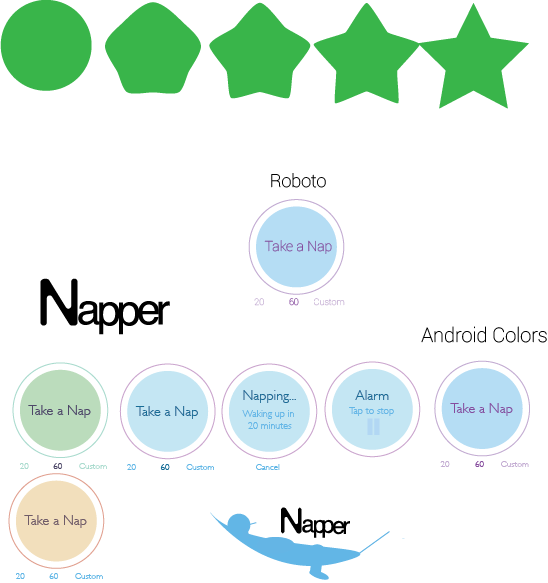 Roboto
Take a Nap
20 60 Custom
Napper
Android Colors
Take a Nap
20 60 Custom
Take a Nap
20 60 Custom
Napping...
Waking up in
20 minutes
Cancel
Alarm
Tap to stop
Take a Nap
20 60 Custom
Take a Nap
20 60 Custom
Napper